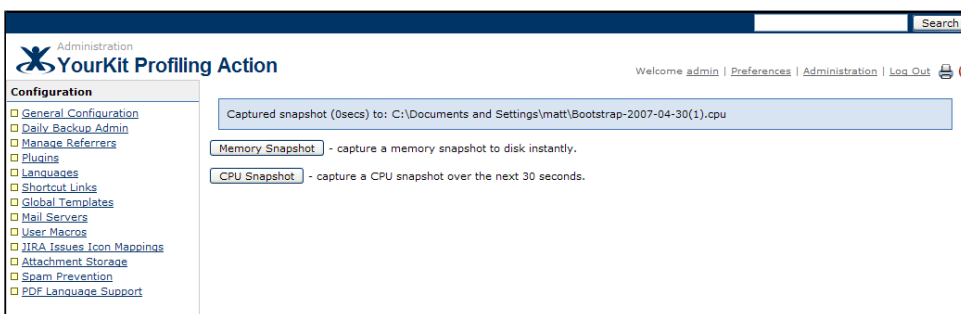 Search
Administration
YourKit Profiling Action
Welcome admin | Preferences | Administration | Log Out
Configuration
General Configuration
Daily Backup Admin
Manage Referrers
Plugins
Languages
Shortcut Links
Global Templates
Mail Servers
User Macros
JIRA Issues Icon Mappings
Attachment Storage
Spam Prevention
PDF Language Support
Captured snapshot (0secs) to: C:\Documents and Settings\matt\Bootstrap-2007-04-30(1).cpu
Memory Snapshot - capture a memory snapshot to disk instantly.
CPU Snapshot - capture a CPU snapshot over the next 30 seconds.